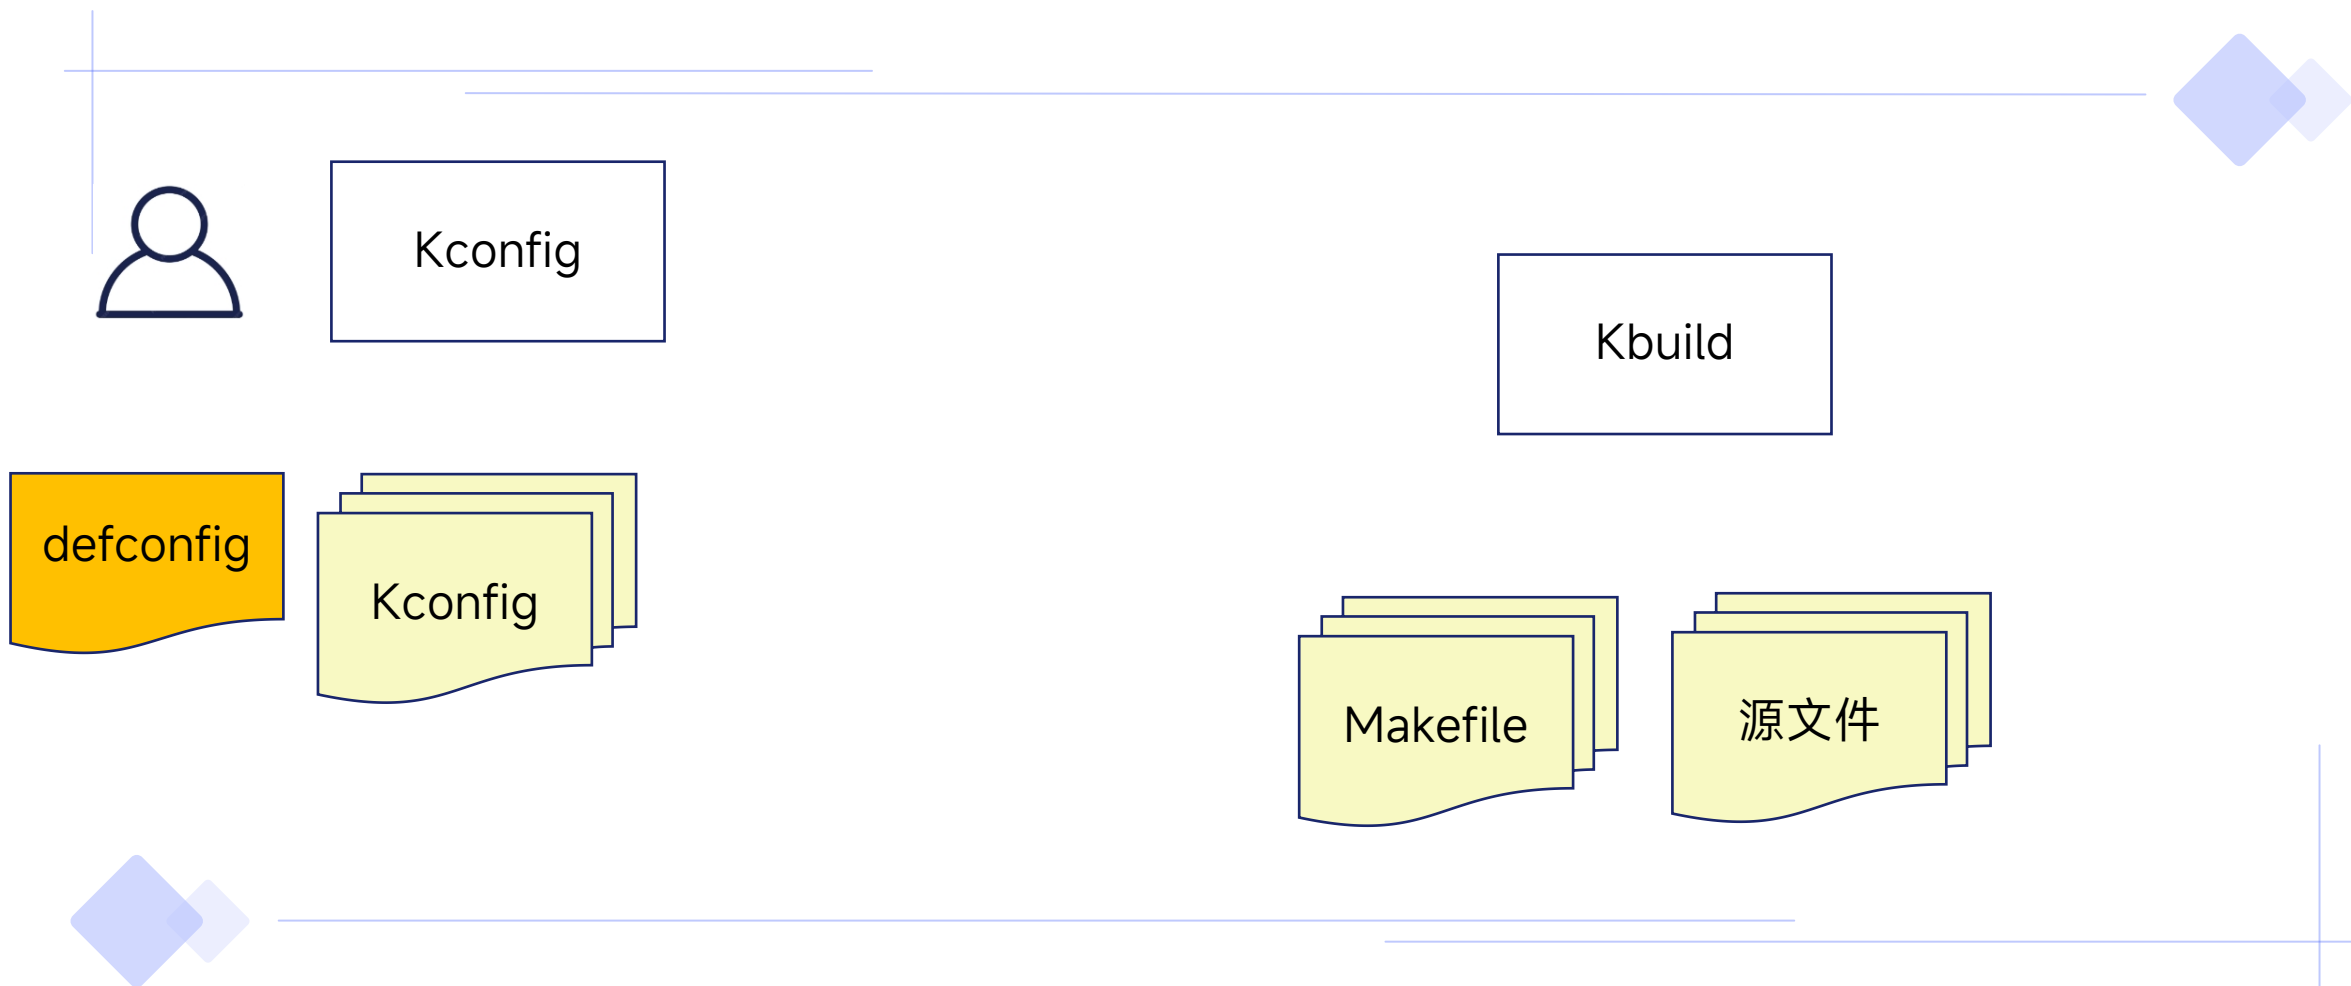 Kconfig
Kbuild
defconfig
Kconfig
Makefile
源文件